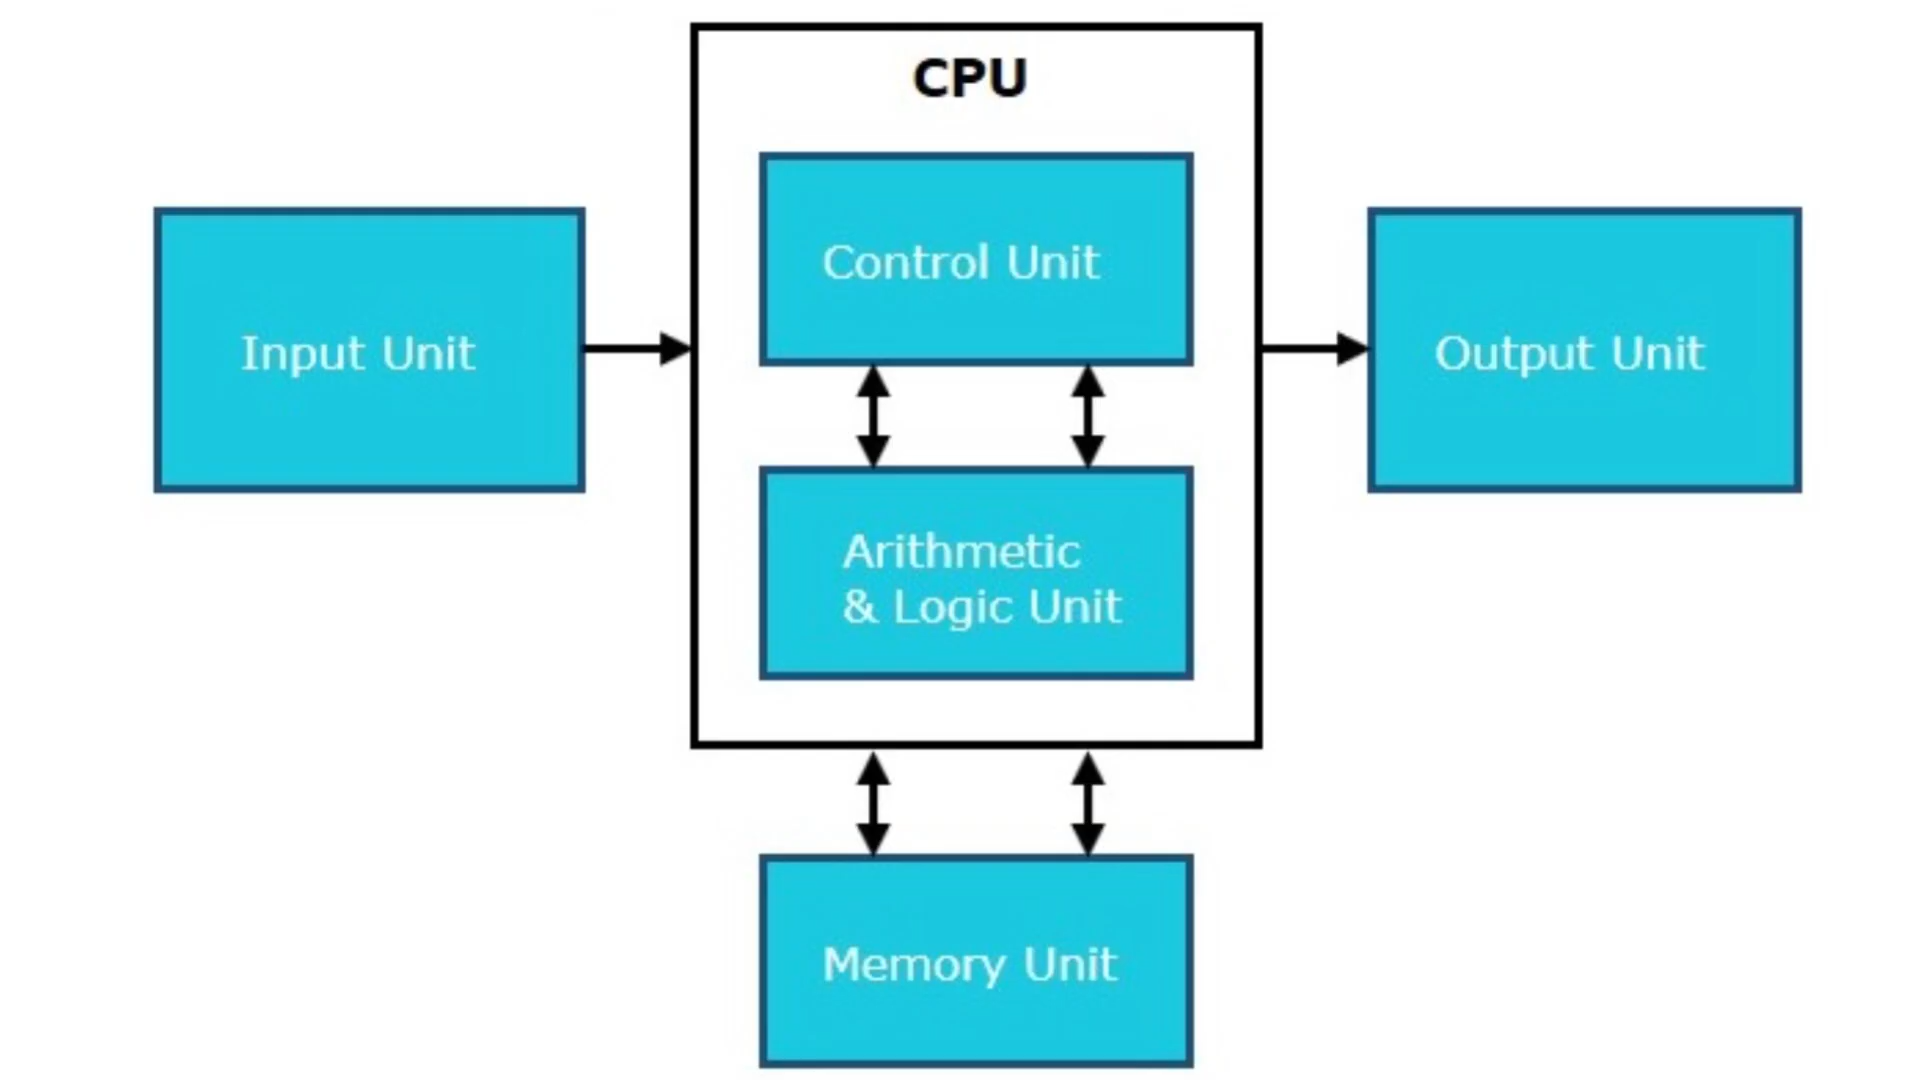 CPU
Control Unit
Input Unit
Output Unit
Arithmetic
& Logic Unit
Memory Unit